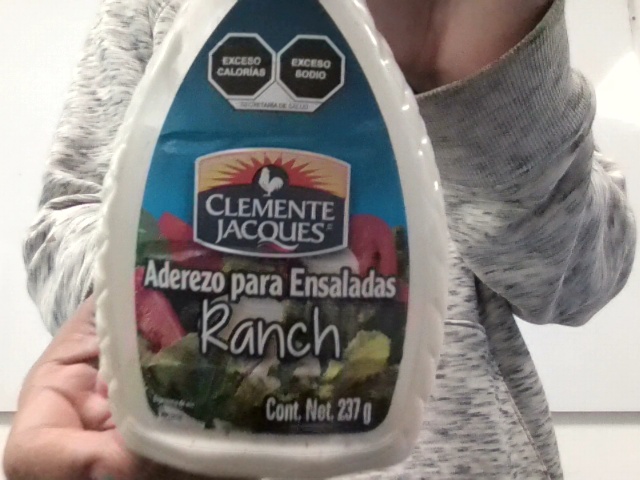 EXCESO CALORÍAS
EXCESO SODIO
SECRETARÍA DE SALUD
CLEMENTE
JACQUES
Aderezo para Ensaladas
Ranch
Cont. Net. 237 g